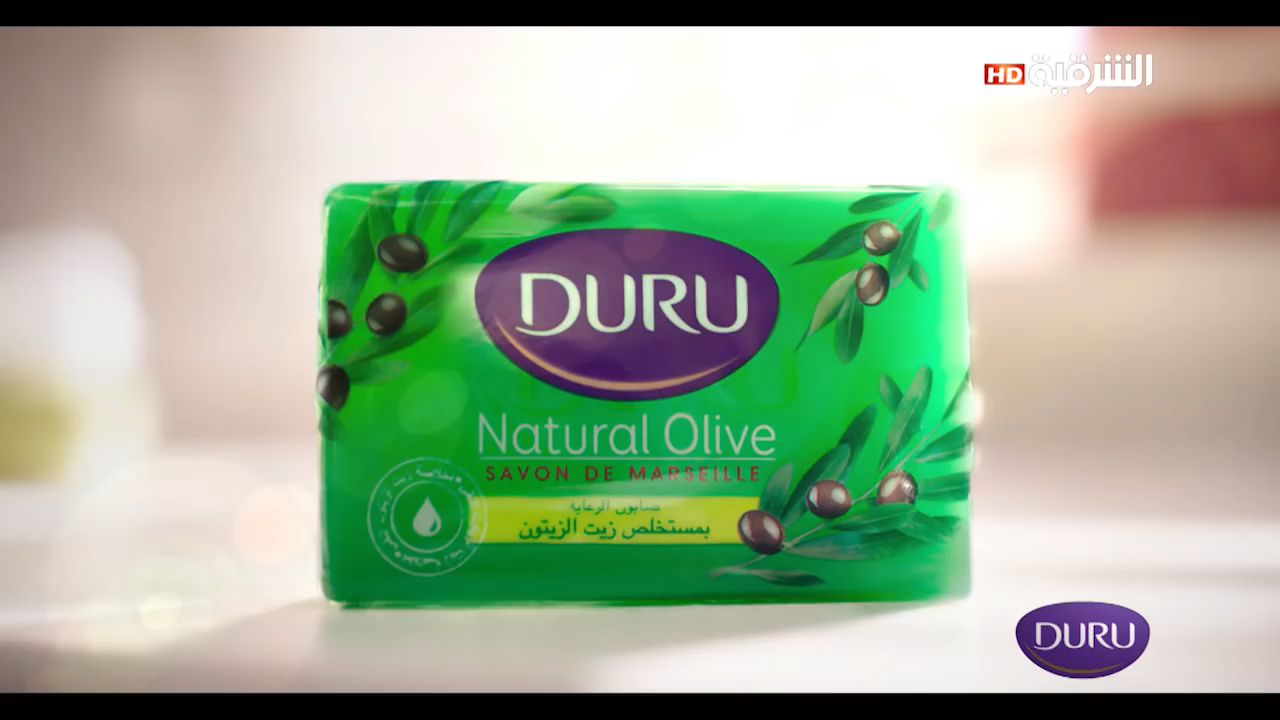 HD الشرقية
DURU
Natural Olive
SAVON DE MARSEILLE
صابون الرعاية
بمستخلص زيت الزيتون
DURU